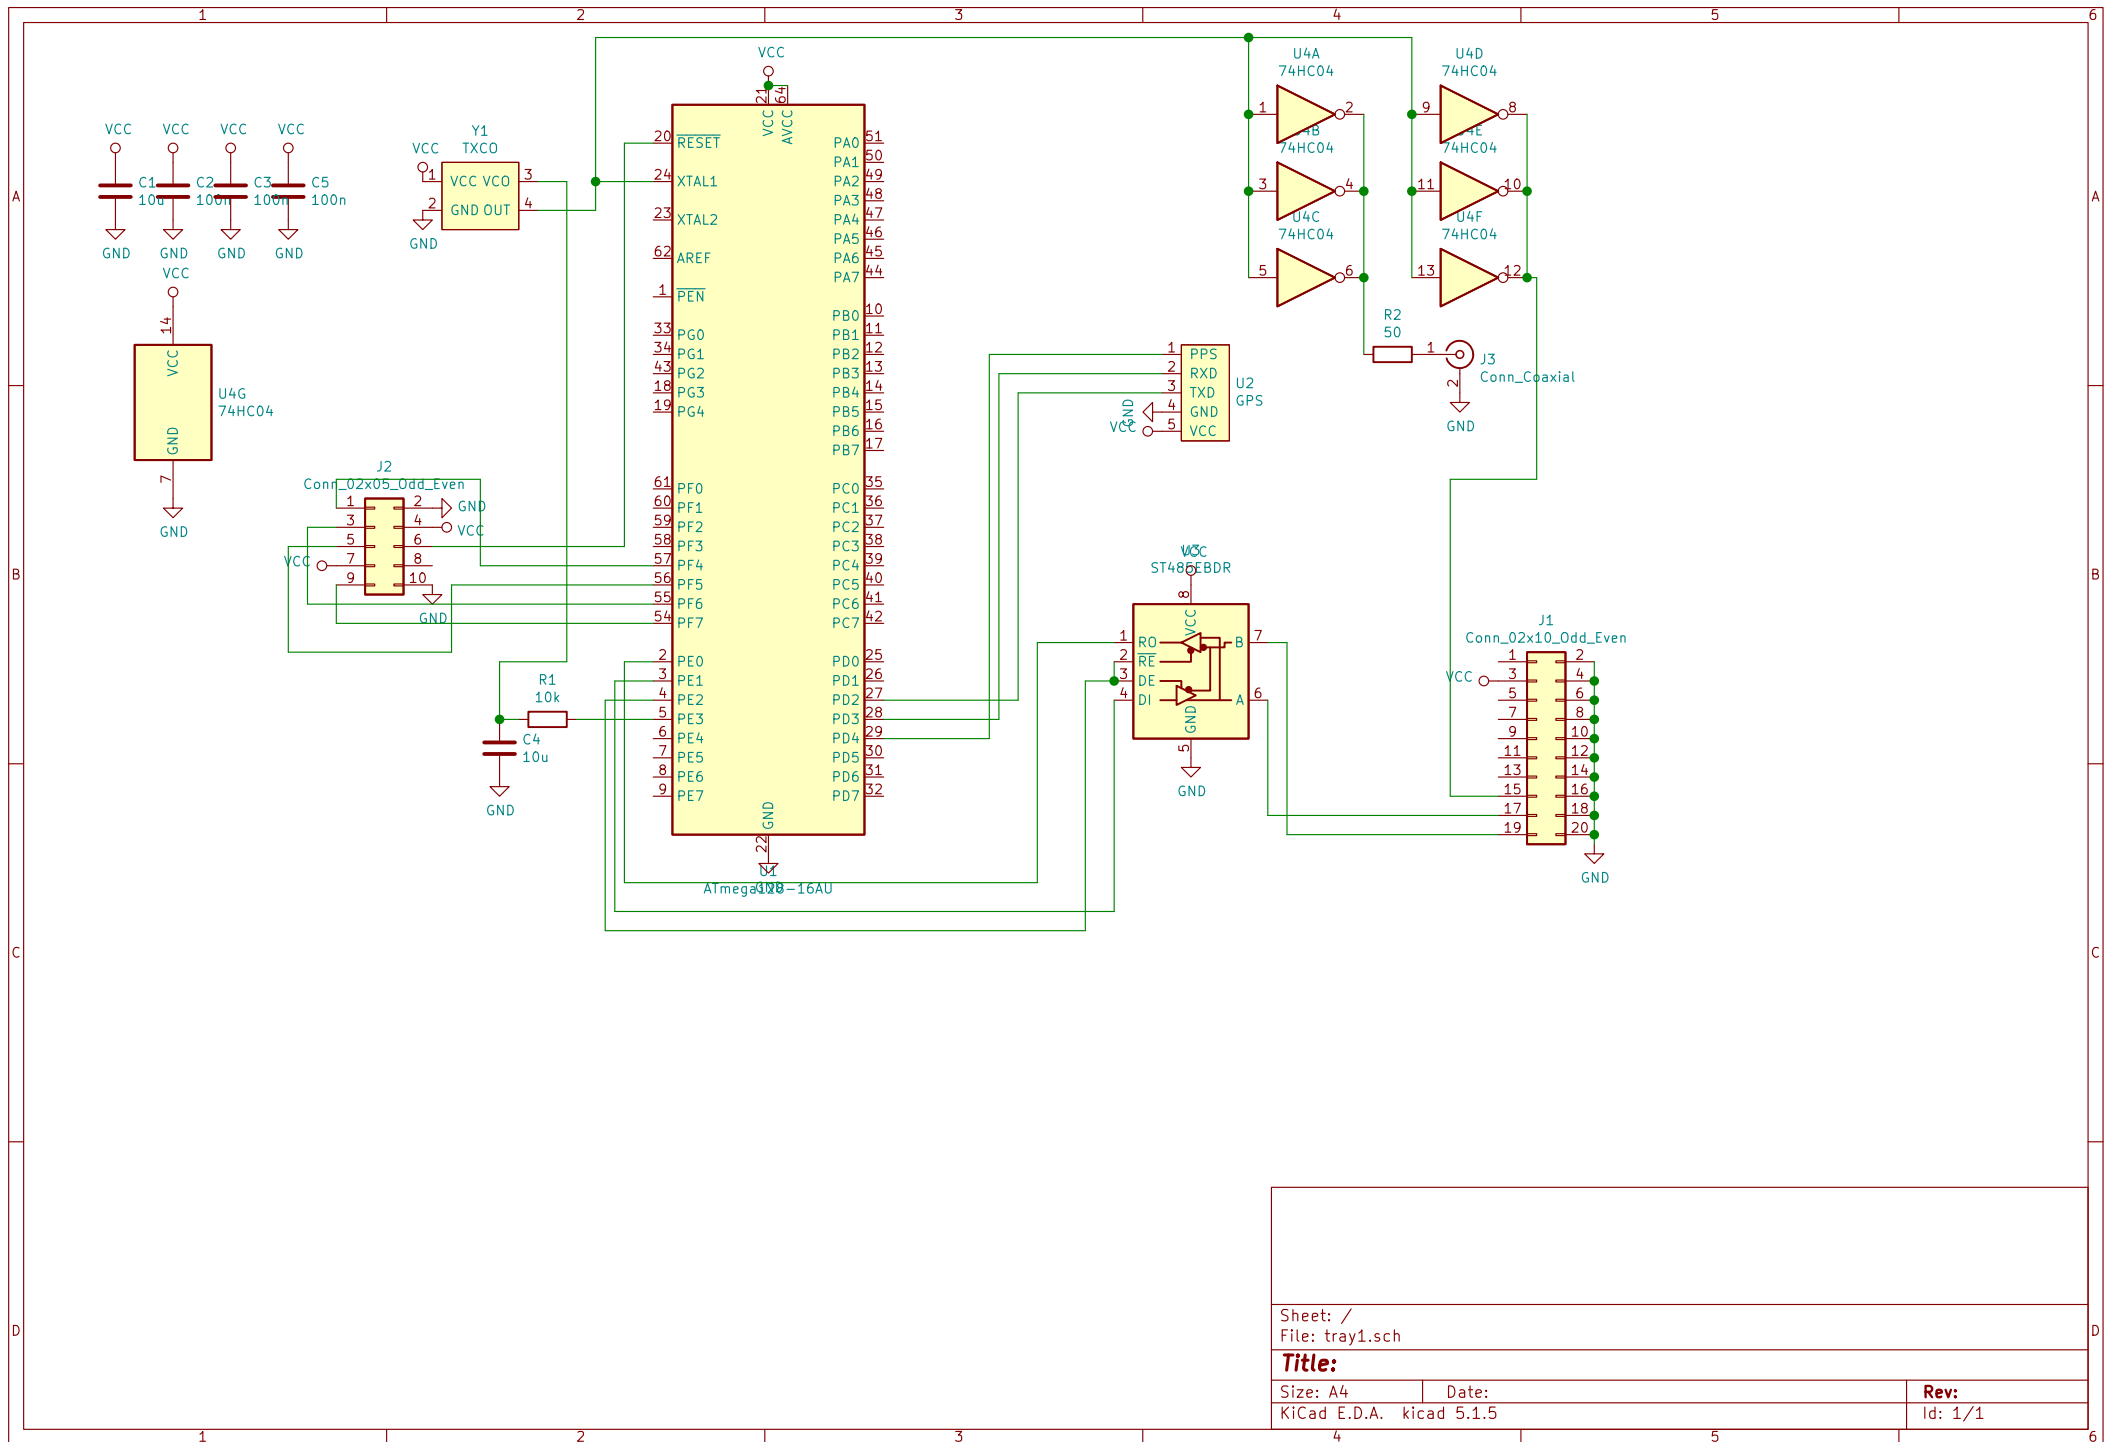 1 2 3 4 5 6
A
B
C
D
A
B
C
D
VCC VCC VCC VCC
C1
10u
C2
100n
C3
100n
C5
100n
GND GND GND GND
VCC
14
VCC
GND
7
U4G
74HC04
GND
Y1
TXCO
VCC
1 VCC VCO 3
2 GND OUT 4
GND
J2
Conn_02x05_Odd_Even
1 2 GND
3 4 VCC
5 6
VCC 7 8
9 10
GND
R1
10k
C4
10u
GND
VCC
21 64
VCC AVCC
20 RESET
24 XTAL1
23 XTAL2
62 AREF
1 PEN
33 PG0
34 PG1
43 PG2
18 PG3
19 PG4
61 PF0
60 PF1
59 PF2
58 PF3
57 PF4
56 PF5
55 PF6
54 PF7
2 PE0
3 PE1
4 PE2
5 PE3
6 PE4
7 PE5
8 PE6
9 PE7
PA0 51
PA1 50
PA2 49
PA3 48
PA4 47
PA5 46
PA6 45
PA7 44
PB0 10
PB1 11
PB2 12
PB3 13
PB4 14
PB5 15
PB6 16
PB7 17
PC0 35
PC1 36
PC2 37
PC3 38
PC4 39
PC5 40
PC6 41
PC7 42
PD0 25
PD1 26
PD2 27
PD3 28
PD4 29
PD5 30
PD6 31
PD7 32
GND
22
U1
GND
ATmega128-16AU
U4A
74HC04
1 2
U4B
74HC04
3 4
U4C
74HC04
5 6
U4D
74HC04
9 8
U4E
74HC04
11 10
U4F
74HC04
13 12
R2
50
1
2
J3
Conn_Coaxial
GND
1 PPS
2 RXD
3 TXD
GND 4 GND
VCC 5 VCC
U2
GPS
U3
VCC
ST485EBDR
8
VCC
1 RO B 7
2 RE
3 DE
4 DI A 6
GND
5
GND
J1
Conn_02x10_Odd_Even
1 2
VCC 3 4
5 6
7 8
9 10
11 12
13 14
15 16
17 18
19 20
GND
Sheet: /
File: tray1.sch
Title:
Size: A4 Date: Rev:
KiCad E.D.A. kicad 5.1.5 Id: 1/1
1 2 3 4 5 6